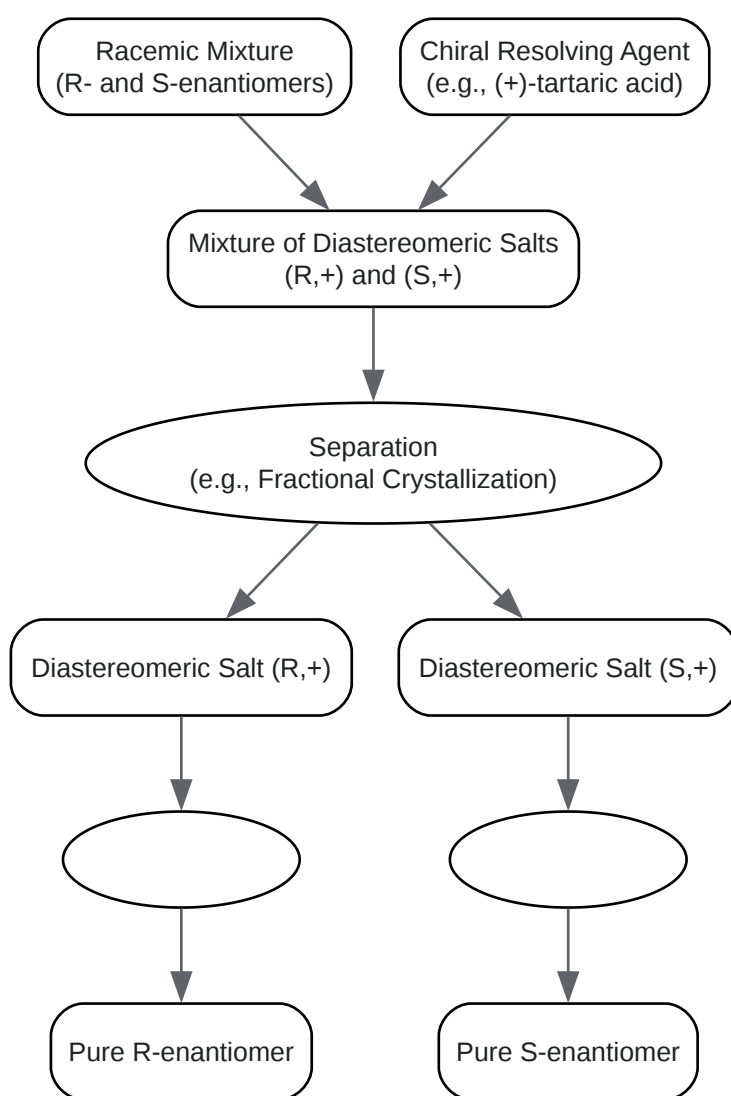 Racemic Mixture
(R- and S-enantiomers)
Chiral Resolving Agent
(e.g., (+)-tartaric acid)
Mixture of Diastereomeric Salts
(R,+) and (S,+)
Separation
(e.g., Fractional Crystallization)
Diastereomeric Salt (R,+)
Diastereomeric Salt (S,+)
Pure R-enantiomer
Pure S-enantiomer